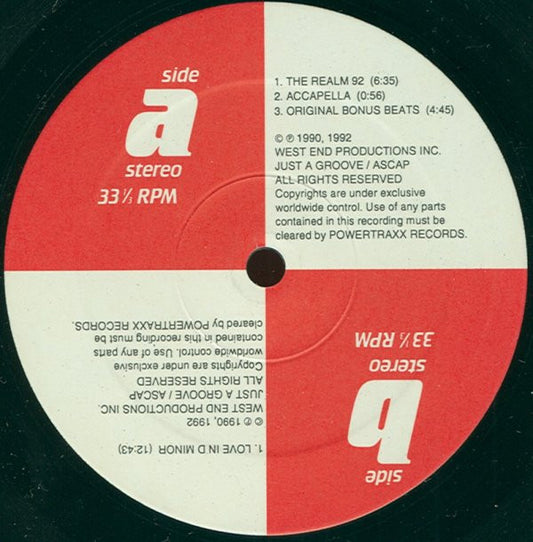 side
a
stereo
33 ⅓ RPM
1. THE REALM 92 (6:35)
2. ACCAPELLA (0:56)
3. ORIGINAL BONUS BEATS (4:45)
© ℗ 1990, 1992
WEST END PRODUCTIONS INC.
JUST A GROOVE / ASCAP
ALL RIGHTS RESERVED
Copyrights are under exclusive
worldwide control. Use of any parts
contained in this recording must be
cleared by POWERTRAXX RECORDS.
side
b
stereo
33 ⅓ RPM
1. LOVE IN D MINOR (12:43)
© ℗ 1990, 1992
WEST END PRODUCTIONS INC.
JUST A GROOVE / ASCAP
ALL RIGHTS RESERVED
Copyrights are under exclusive
worldwide control. Use of any parts
contained in this recording must be
cleared by POWERTRAXX RECORDS.